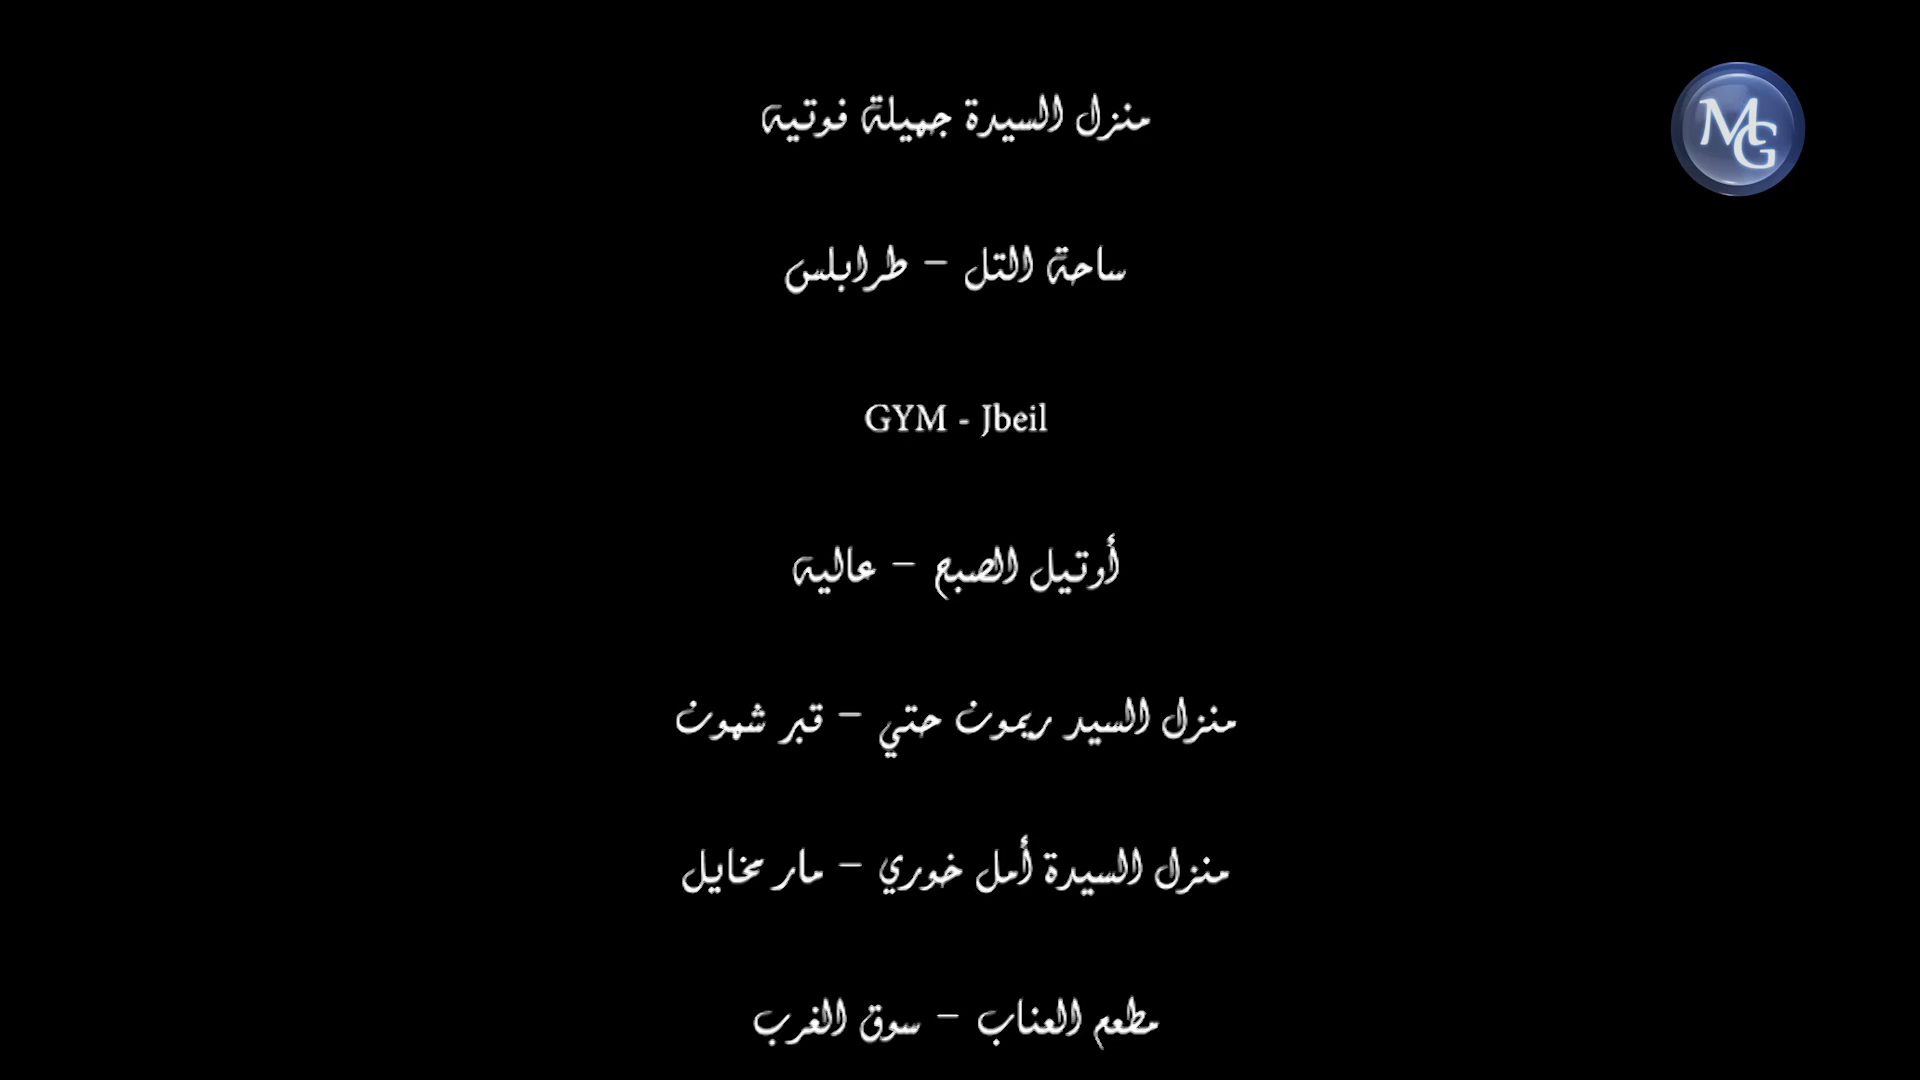 منزل السيدة جميلة فوتيه
MG
ساحة التل – طرابلس
GYM - Jbeil
أوتيل الصبح – عاليه
منزل السيد ريمون حتي – قبر شمون
منزل السيدة أمل خوري – مار مخايل
مطعم العناب – سوق الغرب